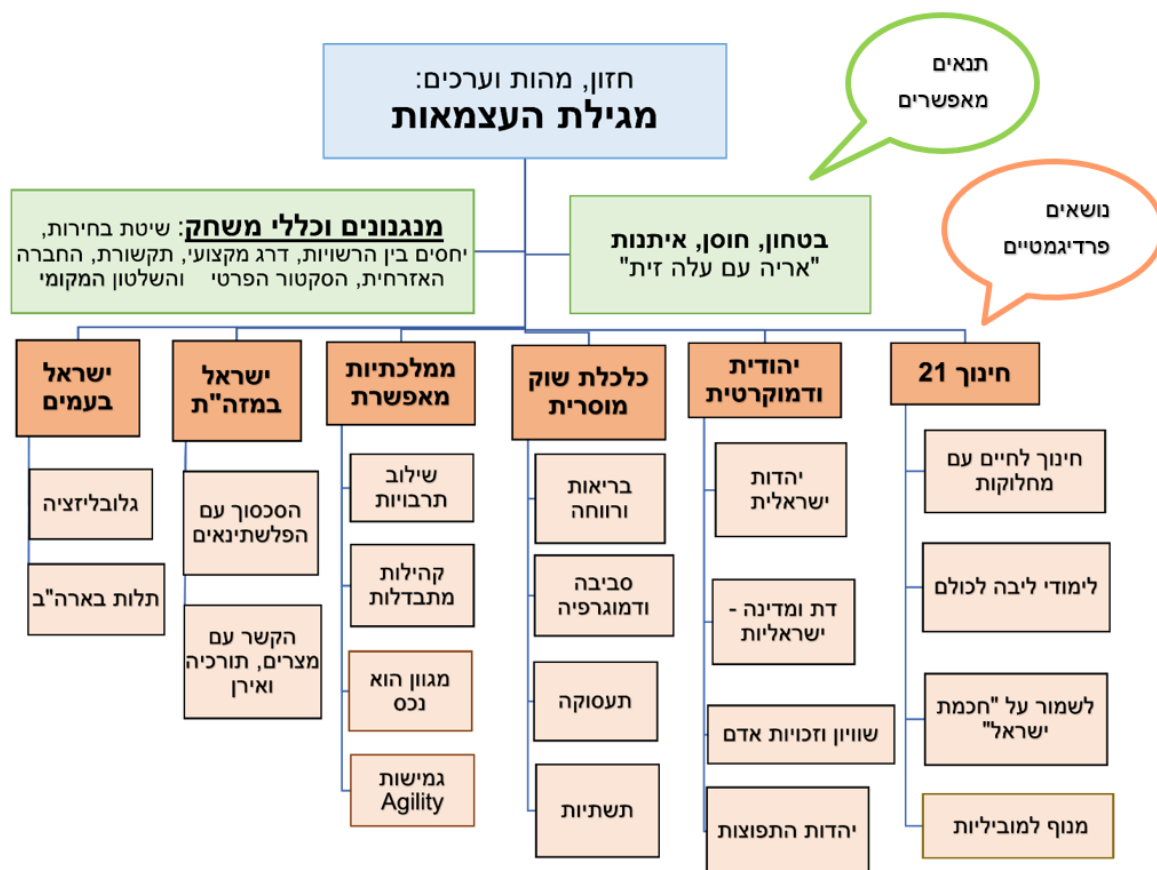 חזון, מהות וערכים:
מגילת העצמאות
תנאים
מאפשרים
נושאים
פרדיגמטיים
בטחון, חוסן, איתנות
"אריה עם עלה זית"
מנגנונים וכללי משחק: שיטת בחירות,
יחסים בין הרשויות, דרג מקצועי, תקשורת, החברה
האזרחית, הסקטור הפרטי והשלטון המקומי
חינוך 21
חינוך לחיים עם
מחלוקות
לימודי ליבה לכולם
לשמור על "חכמת
ישראל"
מנוף למוביליות
יהודית
ודמוקרטית
יהדות
ישראלית
דת ומדינה -
ישראליות
שוויון וזכויות אדם
יהדות התפוצות
כלכלת שוק
מוסרית
בריאות
ורווחה
סביבה
ודמוגרפיה
תעסוקה
תשתיות
ממלכתיות
מאפשרת
שילוב
תרבויות
קהילות
מתבדלות
מגוון הוא
נכס
גמישות
Agility
ישראל
במזה"ת
הסכסוך עם
הפלשתינאים
הקשר עם
מצרים, תורכיה
ואירן
ישראל
בעמים
גלובליזציה
תלות בארה"ב